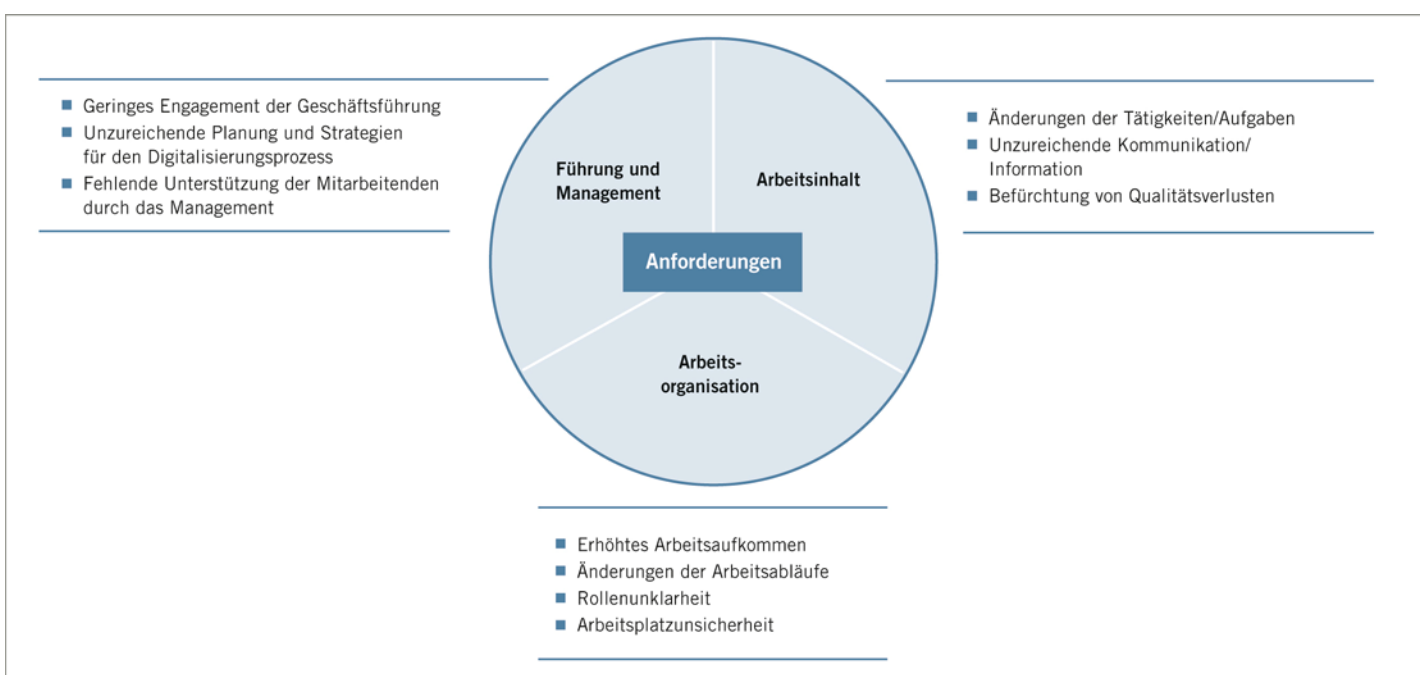 Geringes Engagement der Geschäftsführung
Unzureichende Planung und Strategien
für den Digitalisierungsprozess
Fehlende Unterstützung der Mitarbeitenden
durch das Management
Führung und
Management
Arbeitsinhalt
Änderungen der Tätigkeiten/Aufgaben
Unzureichende Kommunikation/
Information
Befürchtung von Qualitätsverlusten
Anforderungen
Arbeits-
organisation
Erhöhtes Arbeitsaufkommen
Änderungen der Arbeitsabläufe
Rollenunklarheit
Arbeitsplatzunsicherheit